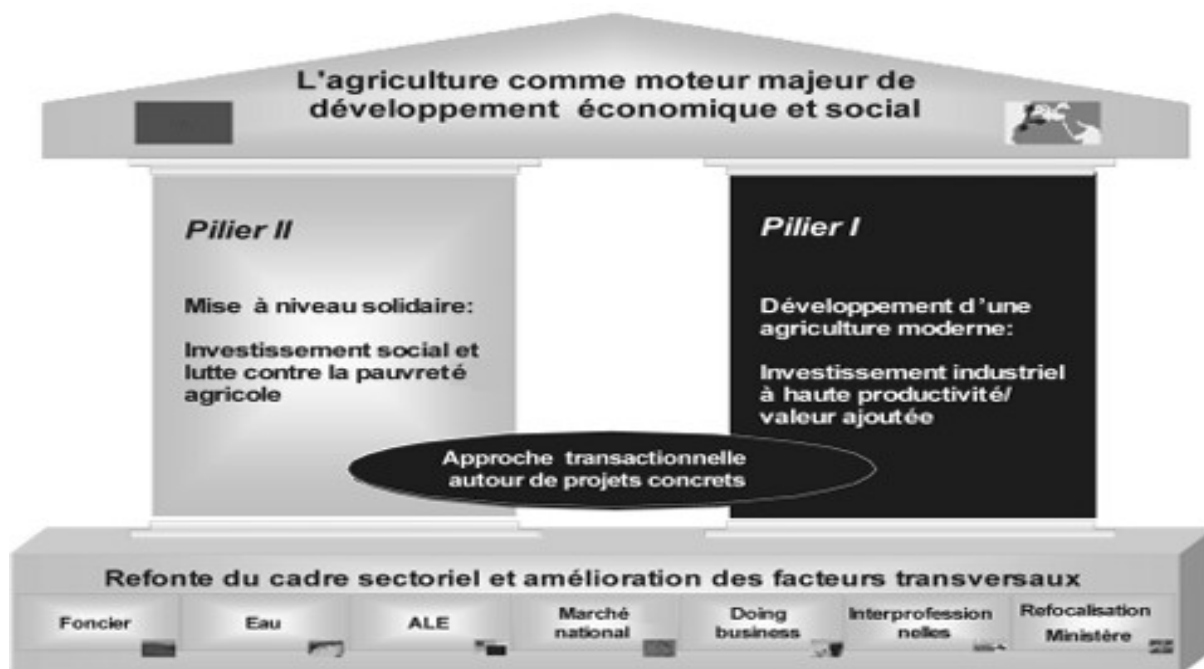 L'agriculture comme moteur majeur de
développement économique et social
Pilier II
Mise à niveau solidaire:
Investissement social et
lutte contre la pauvreté
agricole
Pilier I
Développement d'une
agriculture moderne:
Investissement industriel
à haute productivité/
valeur ajoutée
Approche transactionnelle
autour de projets concrets
Refonte du cadre sectoriel et amélioration des facteurs transversaux
Foncier
Eau
ALE
Marché
national
Doing
business
Interprofession
nelles
Refocalisation
Ministère